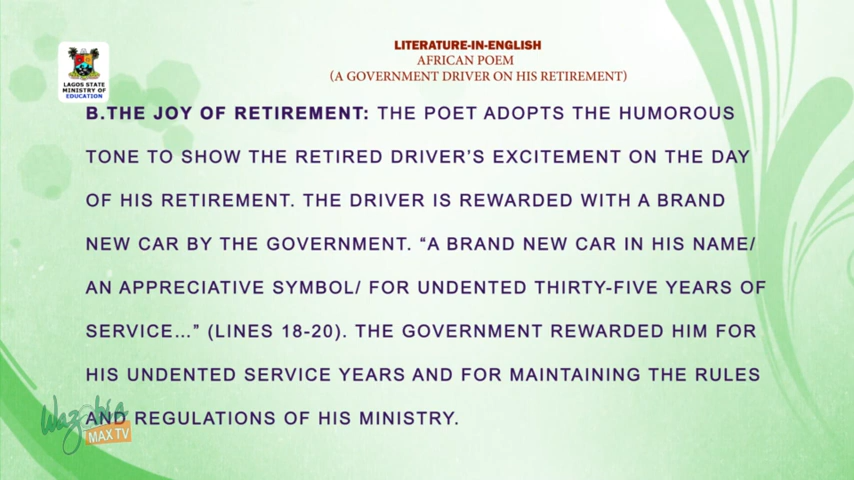 LITERATURE-IN-ENGLISH
AFRICAN POEM
(A GOVERNMENT DRIVER ON HIS RETIREMENT)
LAGOS STATE
MINISTRY OF
EDUCATION
B.THE JOY OF RETIREMENT: THE POET ADOPTS THE HUMOROUS
TONE TO SHOW THE RETIRED DRIVER'S EXCITEMENT ON THE DAY
OF HIS RETIREMENT. THE DRIVER IS REWARDED WITH A BRAND
NEW CAR BY THE GOVERNMENT. “A BRAND NEW CAR IN HIS NAME/
AN APPRECIATIVE SYMBOL/ FOR UNDENTED THIRTY-FIVE YEARS OF
SERVICE...” (LINES 18-20). THE GOVERNMENT REWARDED HIM FOR
HIS UNDENTED SERVICE YEARS AND FOR MAINTAINING THE RULES
AND REGULATIONS OF HIS MINISTRY.
Wazobia
MAX TV